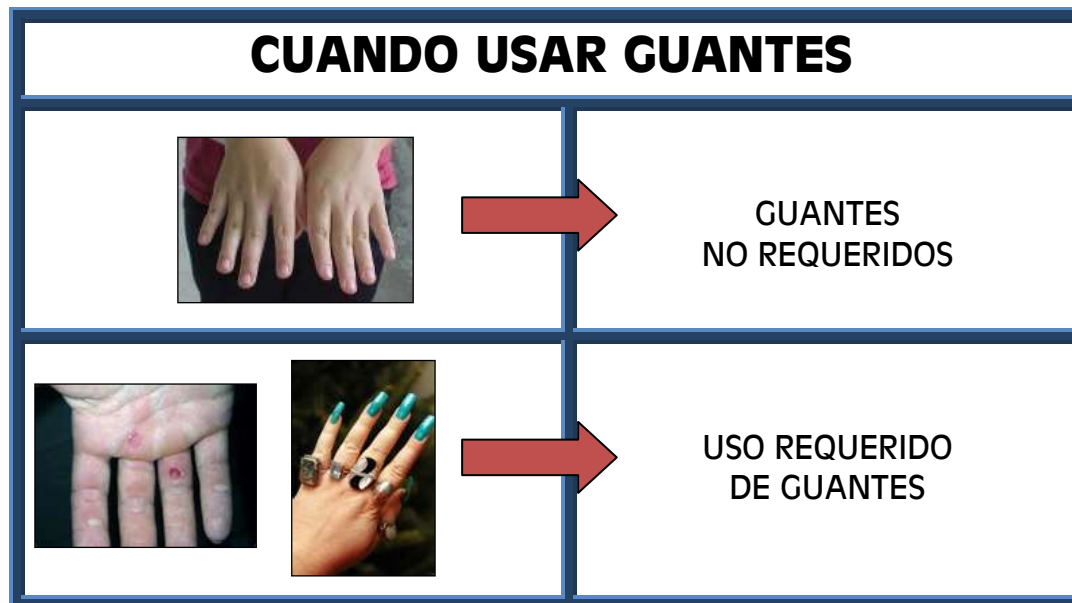 CUANDO USAR GUANTES
GUANTES
NO REQUERIDOS
USO REQUERIDO
DE GUANTES